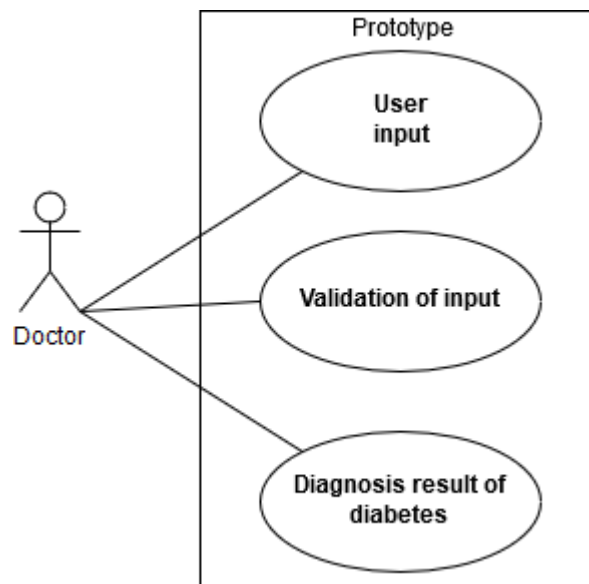 Prototype
User
input
Validation of input
Doctor
Diagnosis result of
diabetes